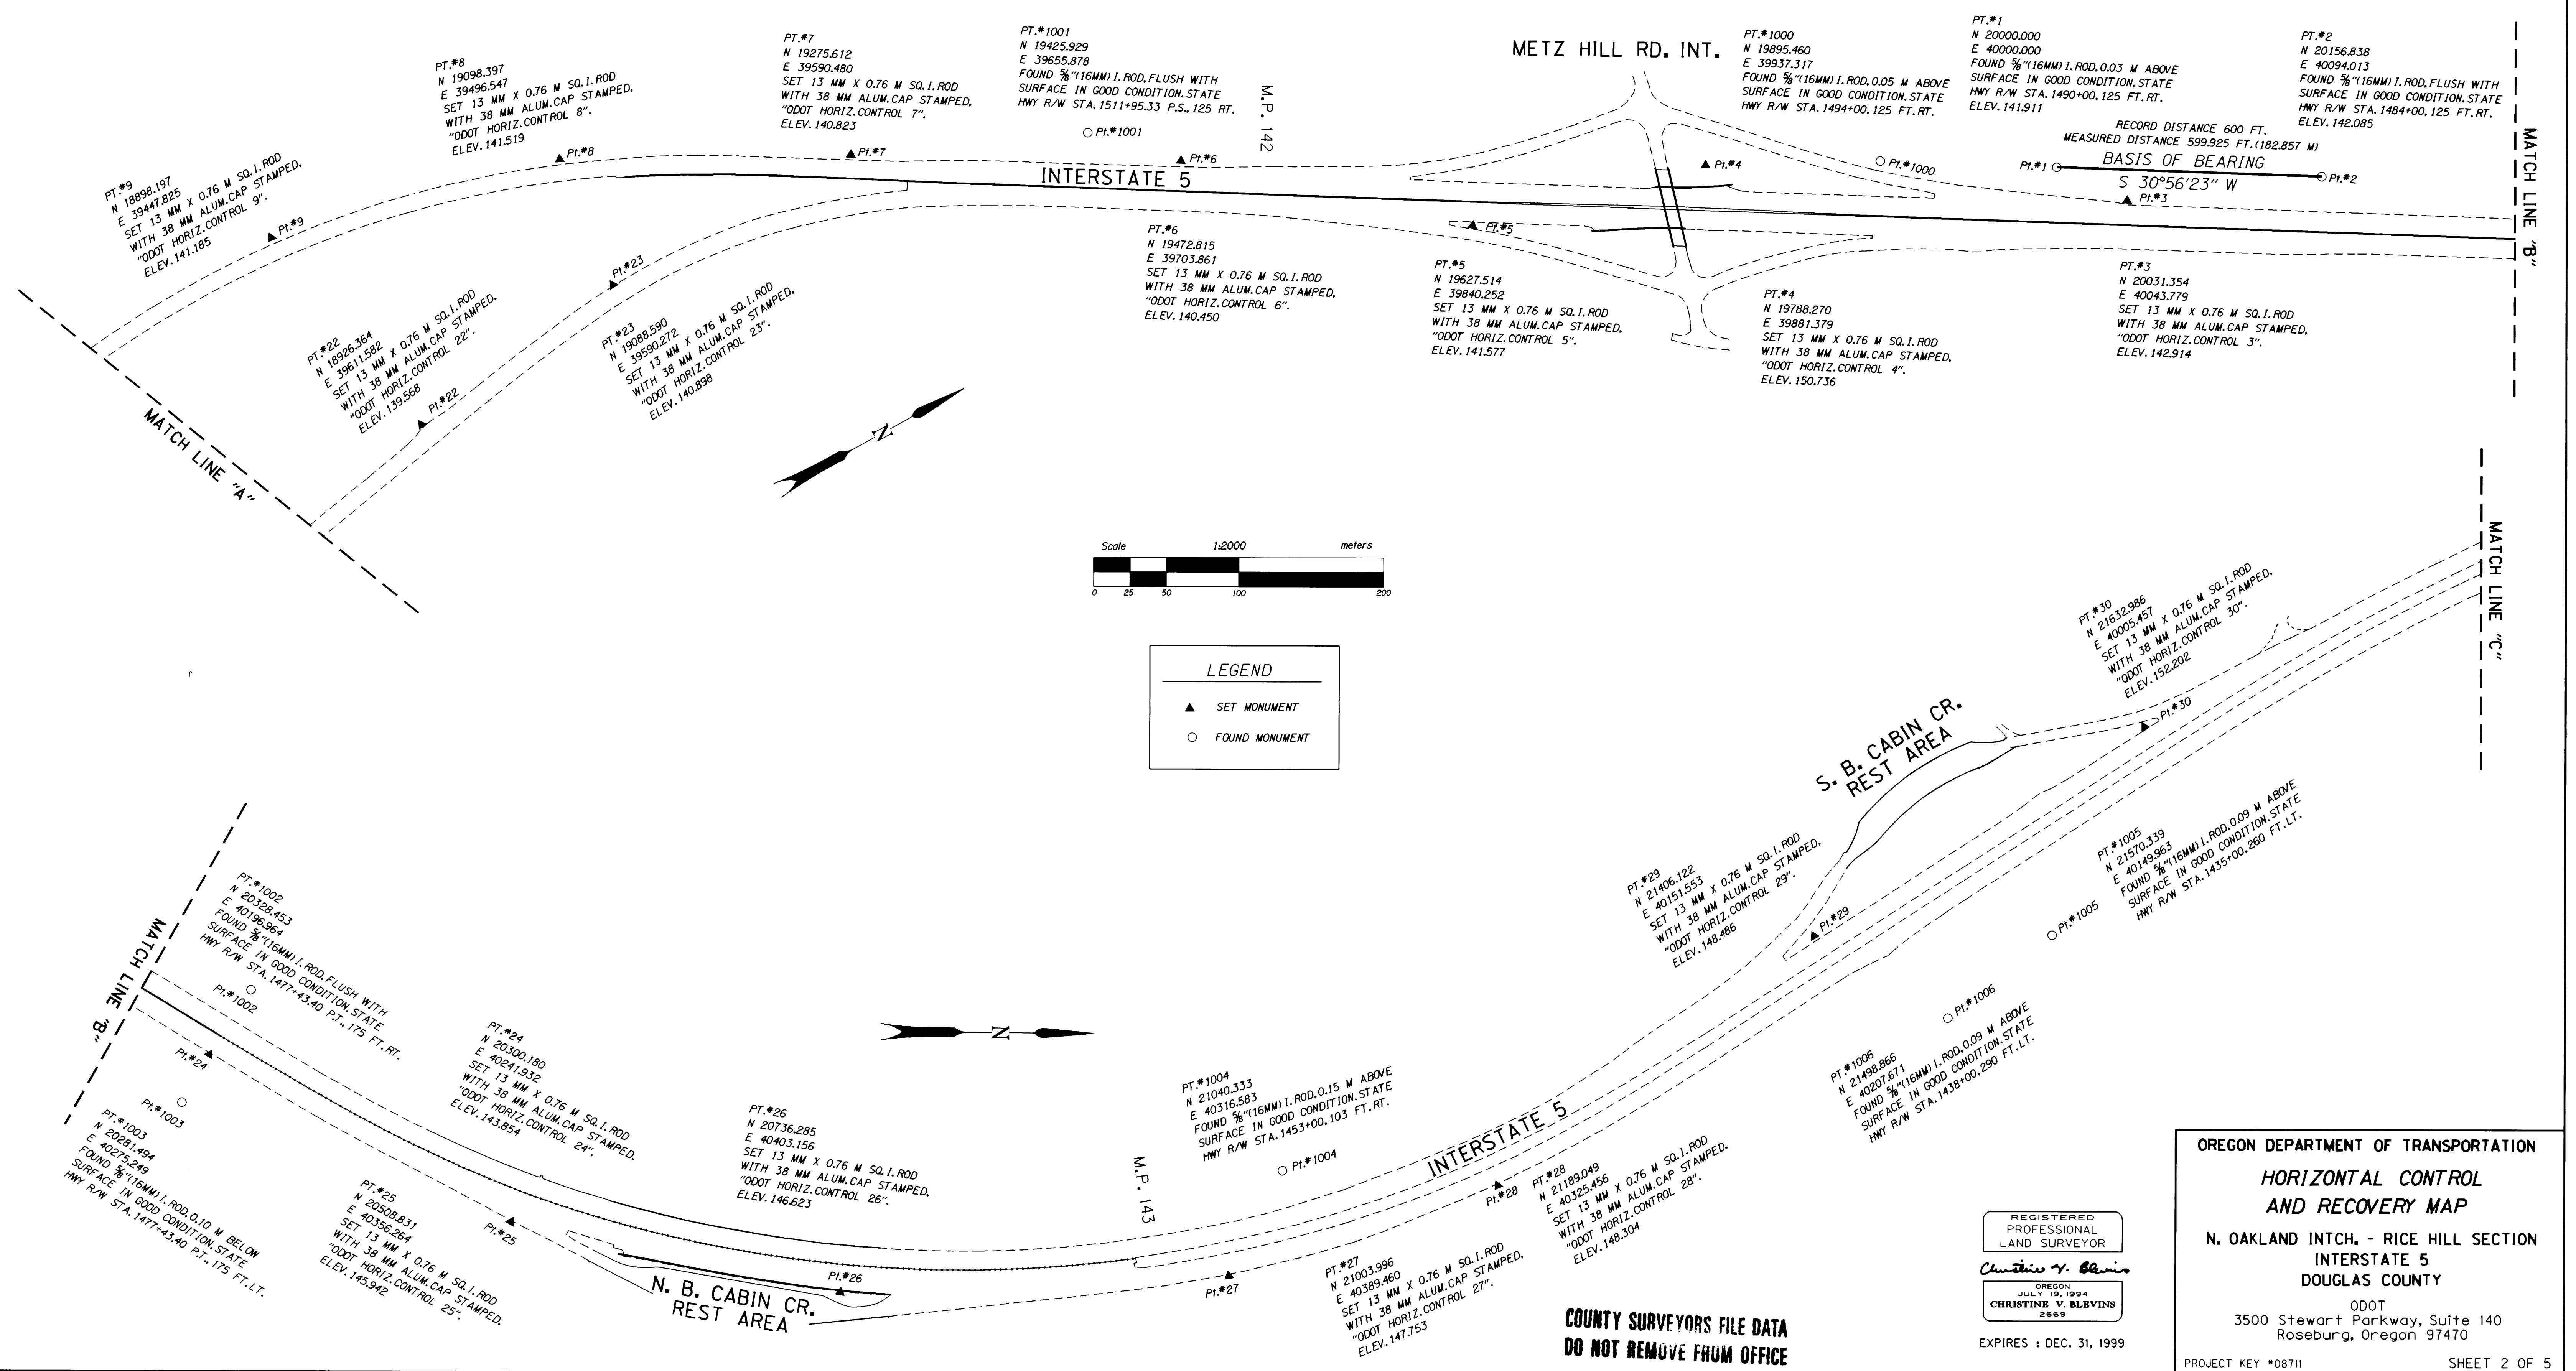 PT.#8
N 19098.397
E 39496.547
SET 13 MM X 0.76 M SQ.I.ROD
WITH 38 MM ALUM.CAP STAMPED.
"ODOT HORIZ.CONTROL 8".
ELEV.141.519
PT.#7
N 19275.612
E 39590.480
SET 13 MM X 0.76 M SQ.I.ROD
WITH 38 MM ALUM.CAP STAMPED.
"ODOT HORIZ.CONTROL 7".
ELEV.140.823
PT.#1001
N 19425.929
E 39655.878
FOUND ⅝"(16MM) I.ROD,FLUSH WITH
SURFACE IN GOOD CONDITION.STATE
HWY R/W STA.1511+95.33 P.S.,125 RT.
Pt.#1001
M.P. 142
METZ HILL RD. INT.
PT.#1000
N 19895.460
E 39937.317
FOUND ⅝"(16MM) I.ROD,0.05 M ABOVE
SURFACE IN GOOD CONDITION.STATE
HWY R/W STA.1494+00,125 FT.RT.
PT.#1
N 20000.000
E 40000.000
FOUND ⅝"(16MM) I.ROD,0.03 M ABOVE
SURFACE IN GOOD CONDITION.STATE
HWY R/W STA.1490+00,125 FT.RT.
ELEV.141.911
PT.#2
N 20156.838
E 40094.013
FOUND ⅝"(16MM) I.ROD,FLUSH WITH
SURFACE IN GOOD CONDITION.STATE
HWY R/W STA.1484+00,125 FT.RT.
ELEV.142.085
RECORD DISTANCE 600 FT.
MEASURED DISTANCE 599.925 FT.(182.857 M)
BASIS OF BEARING
S 30°56'23" W
Pt.#1
Pt.#2
Pt.#3
Pt.#1000
Pt.#4
Pt.#5
Pt.#6
Pt.#7
Pt.#8
Pt.#9
Pt.#23
Pt.#22
INTERSTATE 5
MATCH LINE "B"
PT.#9
N 18898.197
E 39447.825
SET 13 MM X 0.76 M SQ.I.ROD
WITH 38 MM ALUM.CAP STAMPED.
"ODOT HORIZ.CONTROL 9".
ELEV.141.185
PT.#22
N 18926.364
E 39611.582
SET 13 MM X 0.76 M SQ.I.ROD
WITH 38 MM ALUM.CAP STAMPED.
"ODOT HORIZ.CONTROL 22".
ELEV.139.568
PT.#23
N 19088.590
E 39590.272
SET 13 MM X 0.76 M SQ.I.ROD
WITH 38 MM ALUM.CAP STAMPED.
"ODOT HORIZ.CONTROL 23".
ELEV.140.898
PT.#6
N 19472.815
E 39703.861
SET 13 MM X 0.76 M SQ.I.ROD
WITH 38 MM ALUM.CAP STAMPED.
"ODOT HORIZ.CONTROL 6".
ELEV.140.450
PT.#5
N 19627.514
E 39840.252
SET 13 MM X 0.76 M SQ.I.ROD
WITH 38 MM ALUM.CAP STAMPED.
"ODOT HORIZ.CONTROL 5".
ELEV.141.577
PT.#4
N 19788.270
E 39881.379
SET 13 MM X 0.76 M SQ.I.ROD
WITH 38 MM ALUM.CAP STAMPED.
"ODOT HORIZ.CONTROL 4".
ELEV.150.736
PT.#3
N 20031.354
E 40043.779
SET 13 MM X 0.76 M SQ.I.ROD
WITH 38 MM ALUM.CAP STAMPED.
"ODOT HORIZ.CONTROL 3".
ELEV.142.914
MATCH LINE "A"
N
Scale 1:2000 meters
0 25 50 100 200
LEGEND
SET MONUMENT
FOUND MONUMENT
MATCH LINE "C"
PT.#30
N 21632.986
E 40005.457
SET 13 MM X 0.76 M SQ.I.ROD
WITH 38 MM ALUM.CAP STAMPED.
"ODOT HORIZ.CONTROL 30".
ELEV.152.202
Pt.#30
S. B. CABIN CR.
REST AREA
PT.#29
N 21406.122
E 40151.553
SET 13 MM X 0.76 M SQ.I.ROD
WITH 38 MM ALUM.CAP STAMPED.
"ODOT HORIZ.CONTROL 29".
ELEV.148.486
Pt.#29
PT.#1005
N 21570.339
E 40149.963
FOUND ⅝"(16MM) I.ROD,0.09 M ABOVE
SURFACE IN GOOD CONDITION.STATE
HWY R/W STA.1435+00,260 FT.LT.
Pt.#1005
Pt.#1006
PT.#1006
N 21498.866
E 40207.671
FOUND ⅝"(16MM) I.ROD,0.09 M ABOVE
SURFACE IN GOOD CONDITION.STATE
HWY R/W STA.1438+00,290 FT.LT.
MATCH LINE "B"
PT.#1002
N 20328.453
E 40196.964
FOUND ⅝"(16MM) I.ROD,FLUSH WITH
SURFACE IN GOOD CONDITION.STATE
HWY R/W STA.1477+43.40 P.T.,175 FT.RT.
Pt.#1002
Pt.#24
Pt.#1003
PT.#1003
N 20281.494
E 40275.249
FOUND ⅝"(16MM) I.ROD,0.10 M BELOW
SURFACE IN GOOD CONDITION.STATE
HWY R/W STA.1477+43.40 P.T.,175 FT.LT.
PT.#24
N 20300.180
E 40241.932
SET 13 MM X 0.76 M SQ.I.ROD
WITH 38 MM ALUM.CAP STAMPED.
"ODOT HORIZ.CONTROL 24".
ELEV.143.854
PT.#25
N 20508.831
E 40356.264
SET 13 MM X 0.76 M SQ.I.ROD
WITH 38 MM ALUM.CAP STAMPED.
"ODOT HORIZ.CONTROL 25".
ELEV.145.942
Pt.#25
PT.#26
N 20736.285
E 40403.156
SET 13 MM X 0.76 M SQ.I.ROD
WITH 38 MM ALUM.CAP STAMPED.
"ODOT HORIZ.CONTROL 26".
ELEV.146.623
Pt.#26
N. B. CABIN CR.
REST AREA
N
M.P. 143
PT.#1004
N 21040.333
E 40316.583
FOUND ⅝"(16MM) I.ROD,0.15 M ABOVE
SURFACE IN GOOD CONDITION.STATE
HWY R/W STA.1453+00,103 FT.RT.
Pt.#1004
INTERSTATE 5
Pt.#27
PT.#27
N 21003.996
E 40389.460
SET 13 MM X 0.76 M SQ.I.ROD
WITH 38 MM ALUM.CAP STAMPED.
"ODOT HORIZ.CONTROL 27".
ELEV.147.753
Pt.#28
PT.#28
N 21189.049
E 40325.456
SET 13 MM X 0.76 M SQ.I.ROD
WITH 38 MM ALUM.CAP STAMPED.
"ODOT HORIZ.CONTROL 28".
ELEV.148.304
COUNTY SURVEYORS FILE DATA
DO NOT REMOVE FROM OFFICE
REGISTERED
PROFESSIONAL
LAND SURVEYOR
Christine V. Blevins
OREGON
JULY 19, 1994
CHRISTINE V. BLEVINS
2669
EXPIRES : DEC. 31, 1999
OREGON DEPARTMENT OF TRANSPORTATION
HORIZONTAL CONTROL
AND RECOVERY MAP
N. OAKLAND INTCH. - RICE HILL SECTION
INTERSTATE 5
DOUGLAS COUNTY
ODOT
3500 Stewart Parkway, Suite 140
Roseburg, Oregon 97470
PROJECT KEY #08711 SHEET 2 OF 5